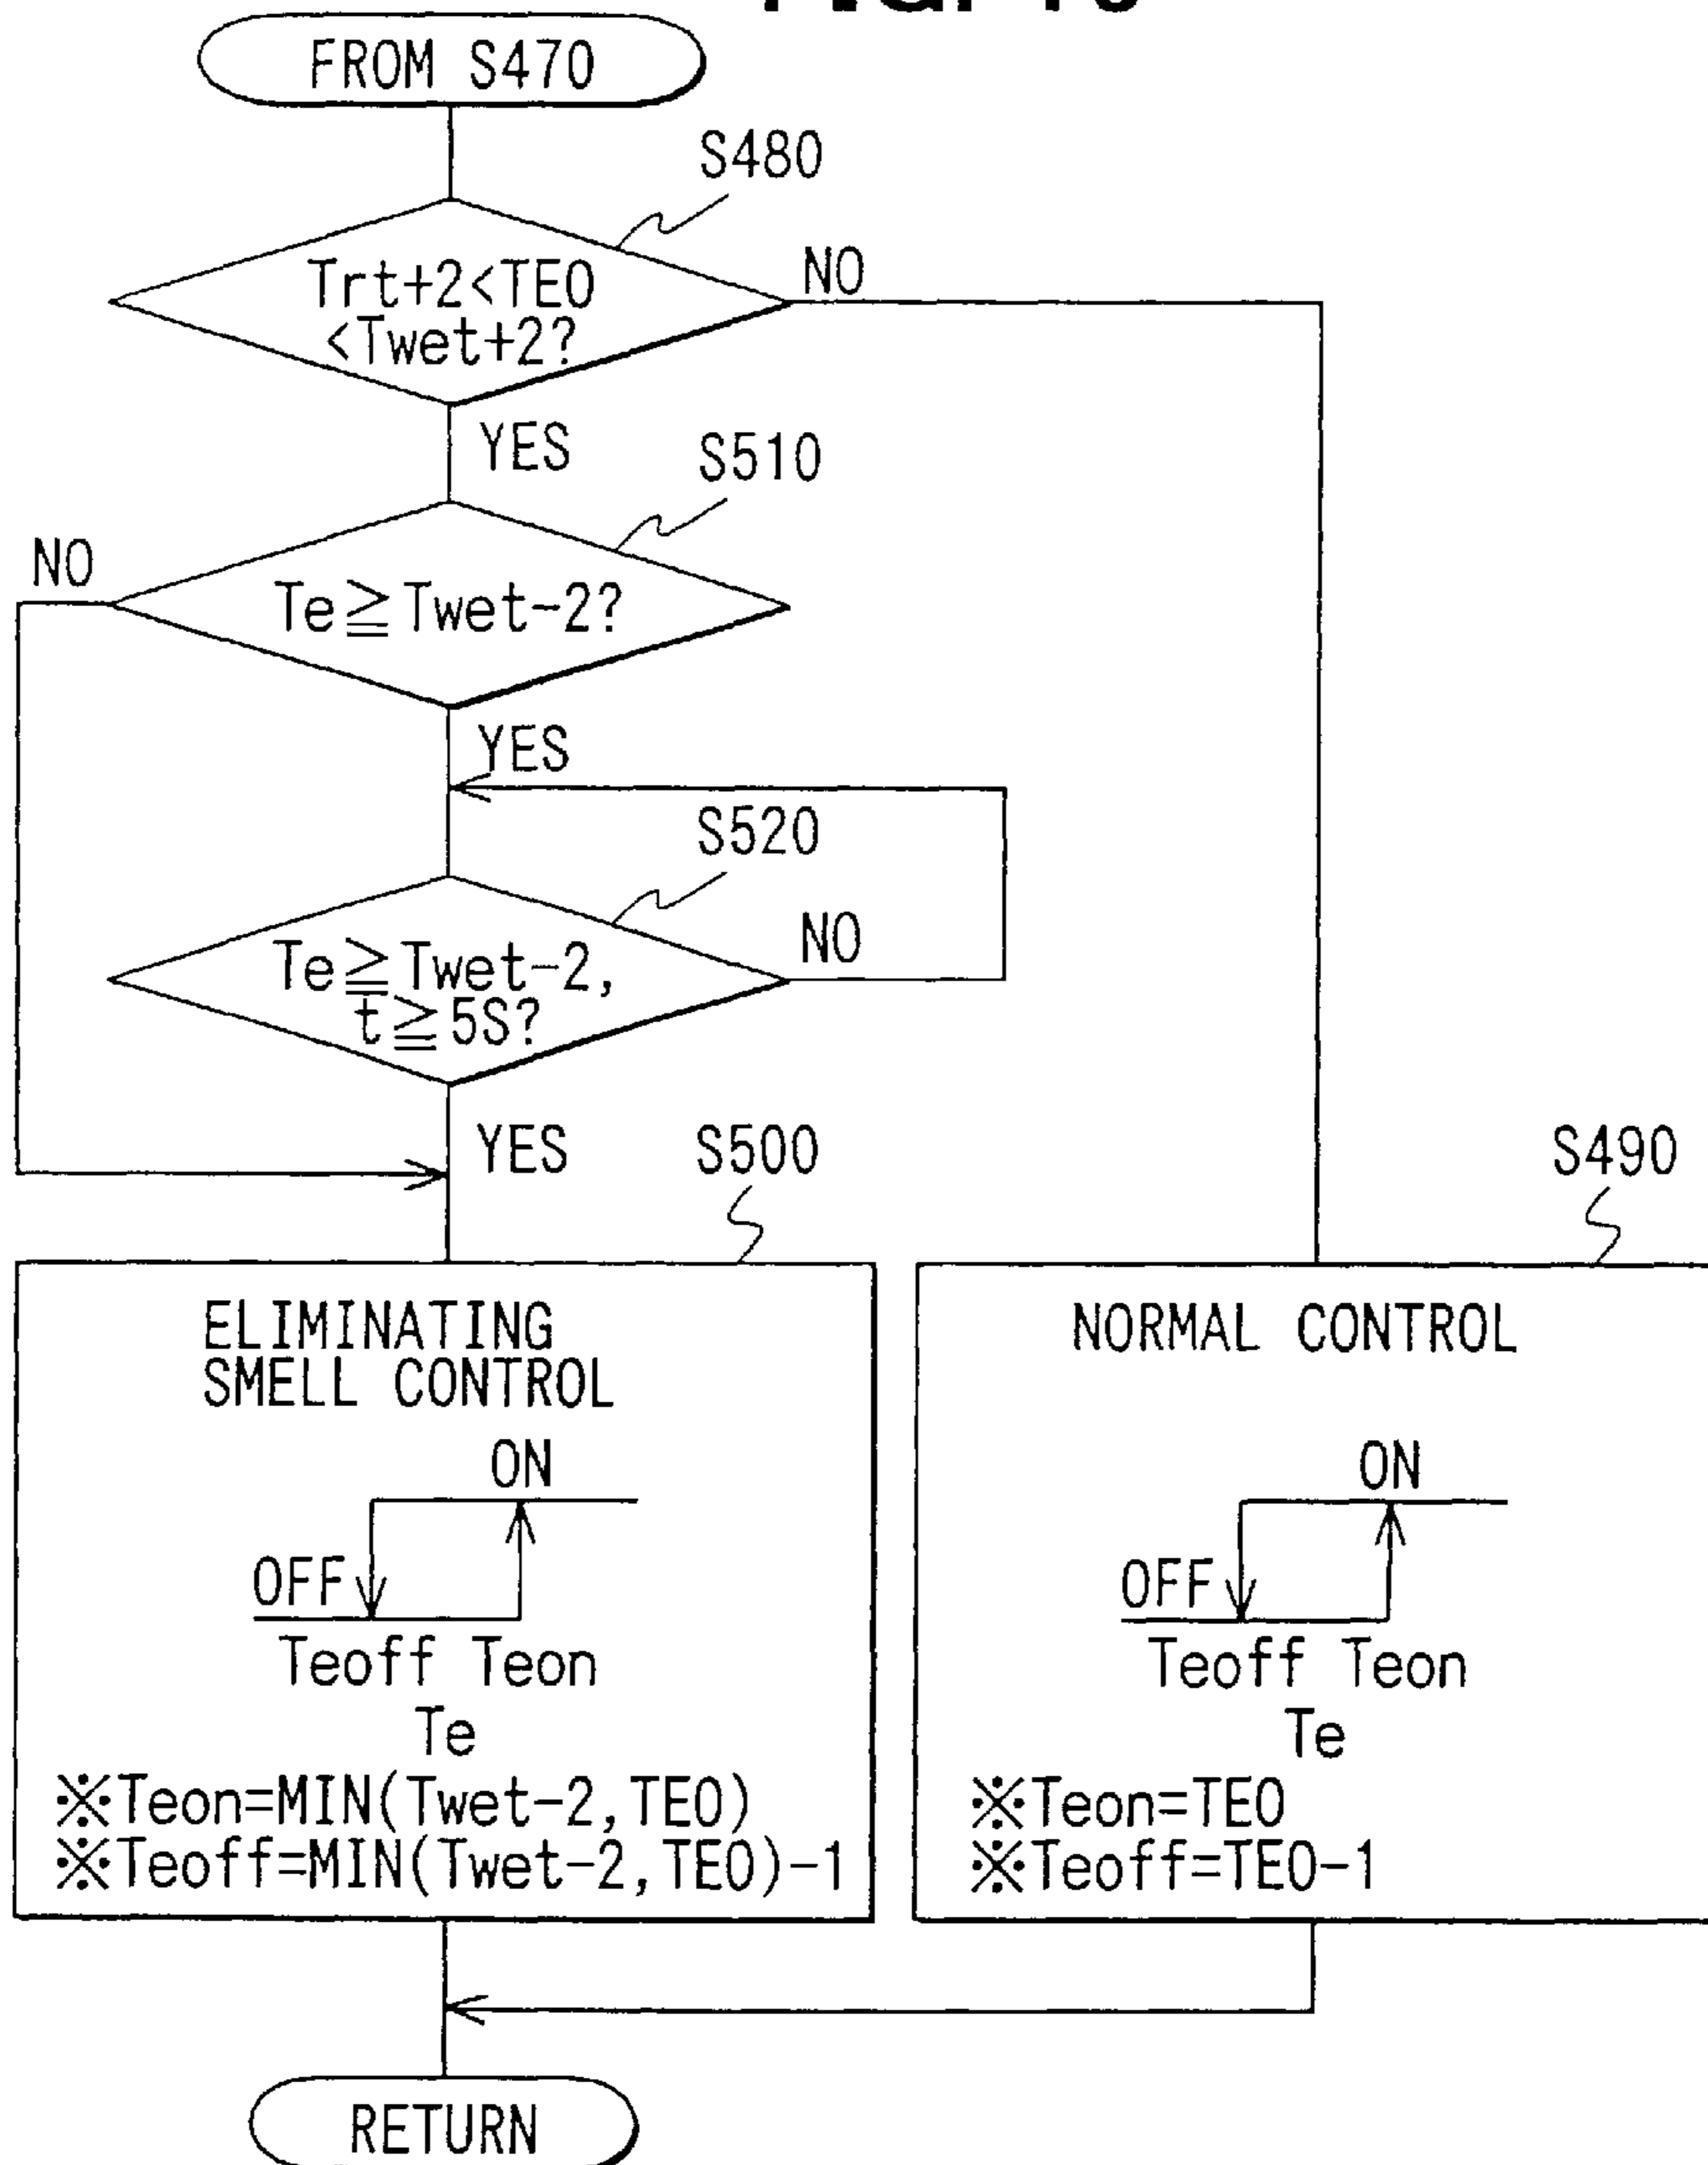 FROM S470
S480
Trt+2<TEO
<Twet+2?
NO
YES
S510
NO
Te≧Twet-2?
YES
S520
Te≧Twet-2,
t≧5S?
NO
YES
S500
S490
ELIMINATING
SMELL CONTROL
ON
OFF
Teoff Teon
Te
※Teon=MIN(Twet-2,TEO)
※Teoff=MIN(Twet-2,TEO)-1
NORMAL CONTROL
ON
OFF
Teoff Teon
Te
※Teon=TEO
※Teoff=TEO-1
RETURN